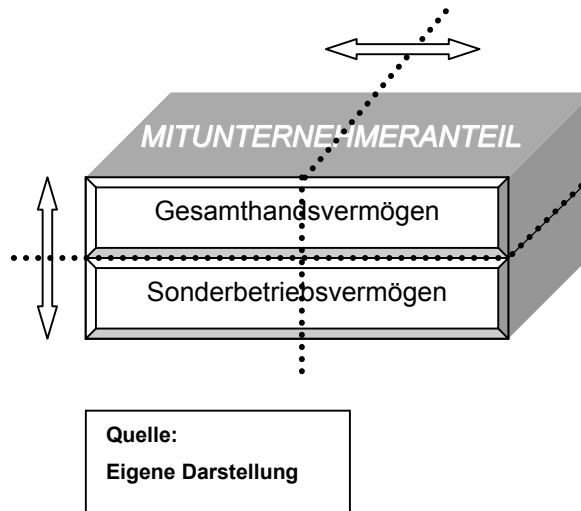 MITUNTERNEHMERANTEIL
Gesamthandsvermögen
Sonderbetriebsvermögen
Quelle:
Eigene Darstellung